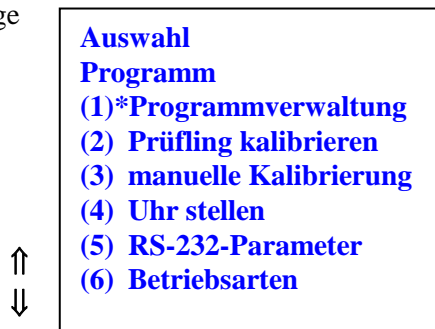 ge
Auswahl
Programm
(1)*Programmverwaltung
(2) Prüfling kalibrieren
(3) manuelle Kalibrierung
(4) Uhr stellen
(5) RS-232-Parameter
⇑
(6) Betriebsarten
⇓